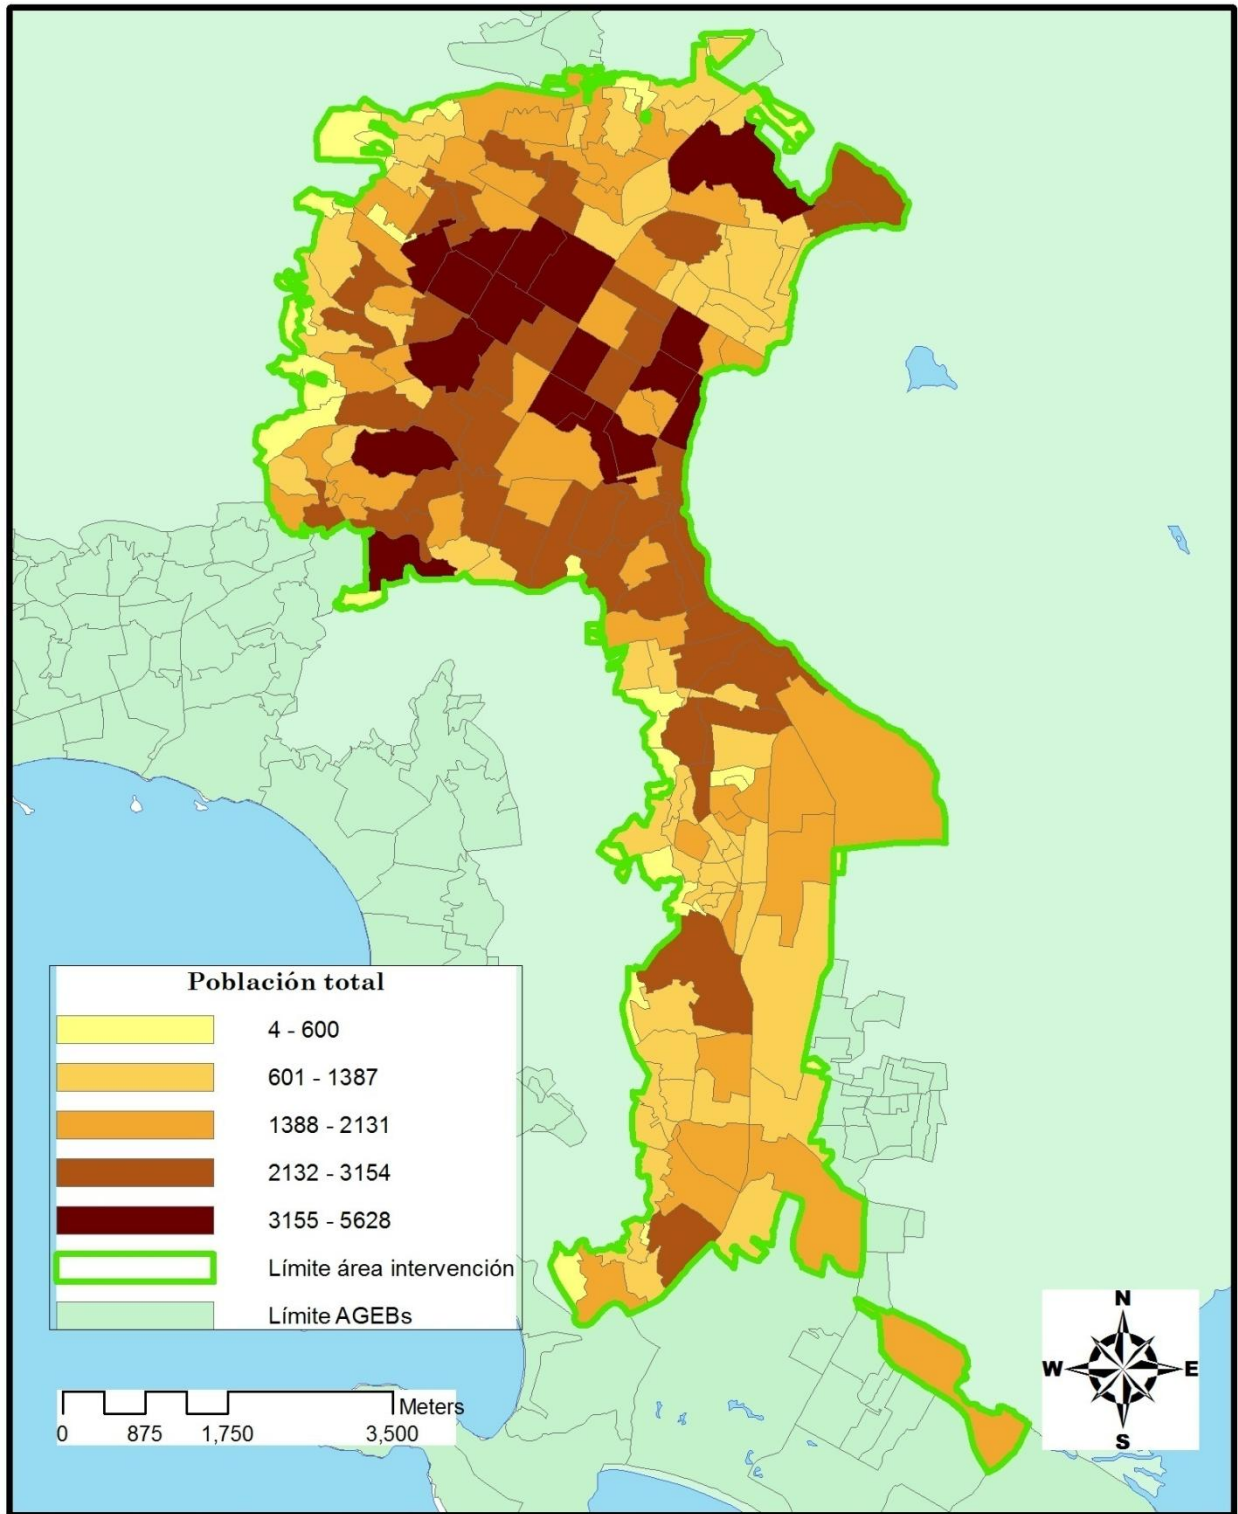 Población total
4 - 600
601 - 1387
1388 - 2131
2132 - 3154
3155 - 5628
Límite área intervención
Límite AGEBs
Meters
0 875 1,750 3,500
N
W E
S